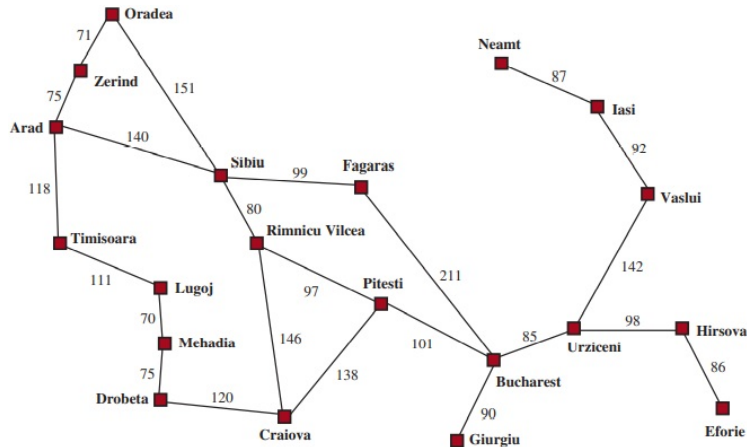 Oradea
71
Neamt
Zerind
87
75
151
Iasi
Arad
140
92
Sibiu
99
Fagaras
118
80
Vaslui
Timisoara
Rimnicu Vilcea
111
211
142
Lugoj
97
Pitesti
70
98
Hirsova
146
85
Mehadia
101
Urziceni
138
86
75
Bucharest
120
90
Drobeta
Eforie
Craiova
Giurgiu